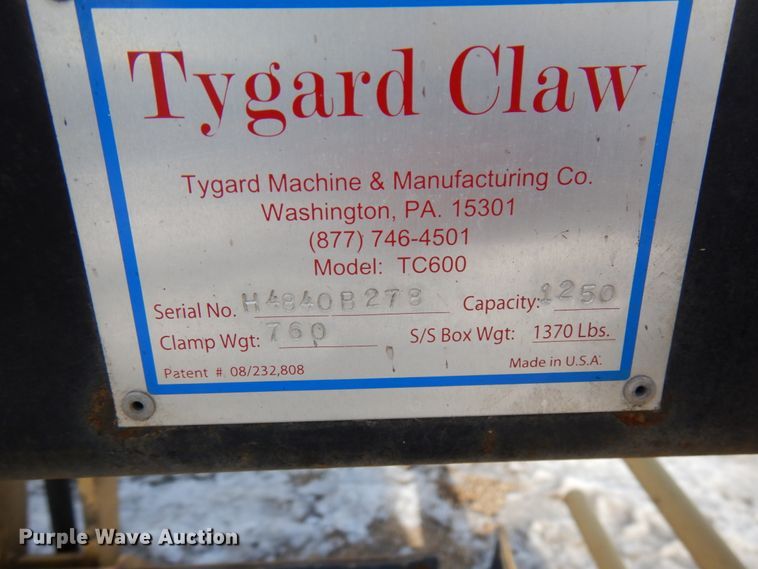 Tygard Claw
Tygard Machine & Manufacturing Co.
Washington, PA. 15301
(877) 746-4501
Model: TC600
Serial No. H4840B278 Capacity: 1250
Clamp Wgt: 760 S/S Box Wgt: 1370 Lbs.
Patent #. 08/232,808 Made in U.S.A.
Purple Wave Auction